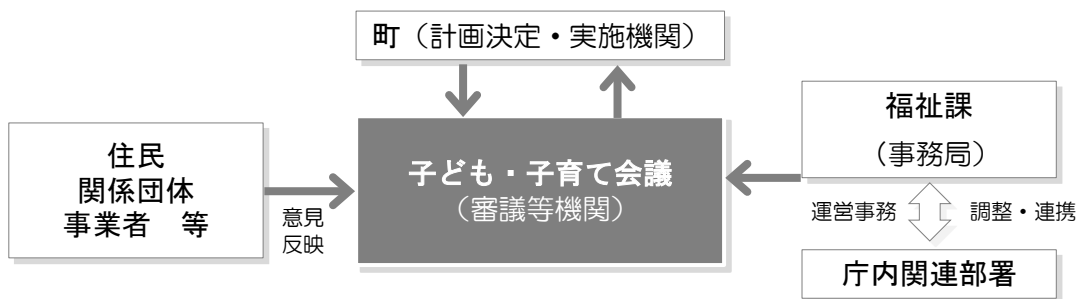 町（計画決定・実施機関）
住民
関係団体
事業者　等
意見
反映
子ども・子育て会議
（審議等機関）
福祉課
（事務局）
運営事務
調整・連携
庁内関連部署